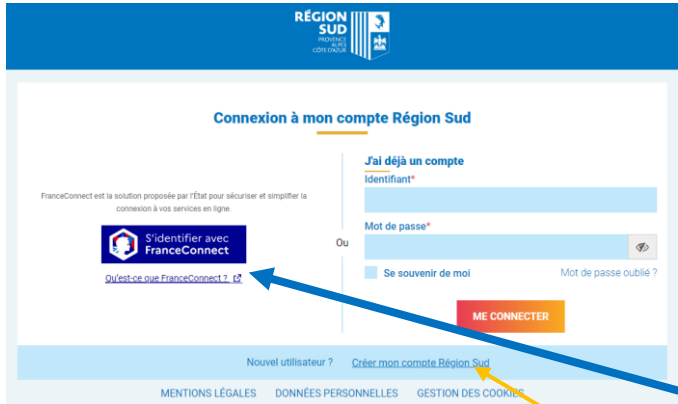 RÉGION
SUD
PROVENCE
ALPES
CÔTE D'AZUR
Connexion à mon compte Région Sud
FranceConnect est la solution proposée par l'État pour sécuriser et simplifier la
connexion à vos services en ligne.
S'identifier avec
FranceConnect
Qu'est-ce que FranceConnect ?
Ou
J'ai déjà un compte
Identifiant*
Mot de passe*
Se souvenir de moi
Mot de passe oublié ?
ME CONNECTER
Nouvel utilisateur ? Créer mon compte Région Sud
MENTIONS LÉGALES DONNÉES PERSONNELLES GESTION DES COOKIES